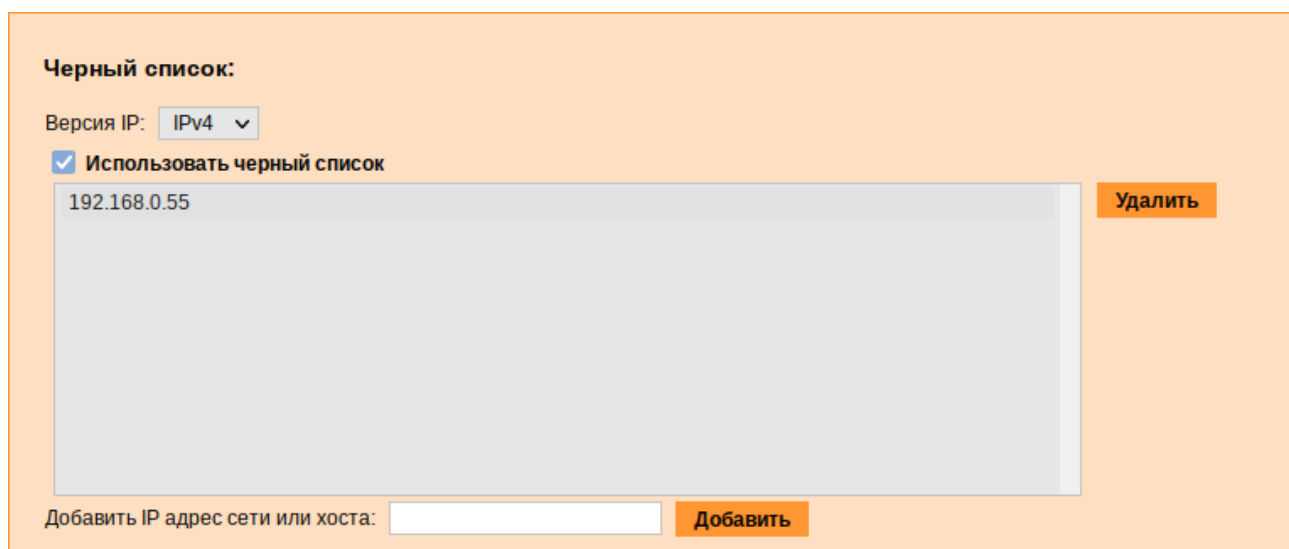 Черный список:
Версия IP: IPv4
Использовать черный список
192.168.0.55
Удалить
Добавить IP адрес сети или хоста:
Добавить